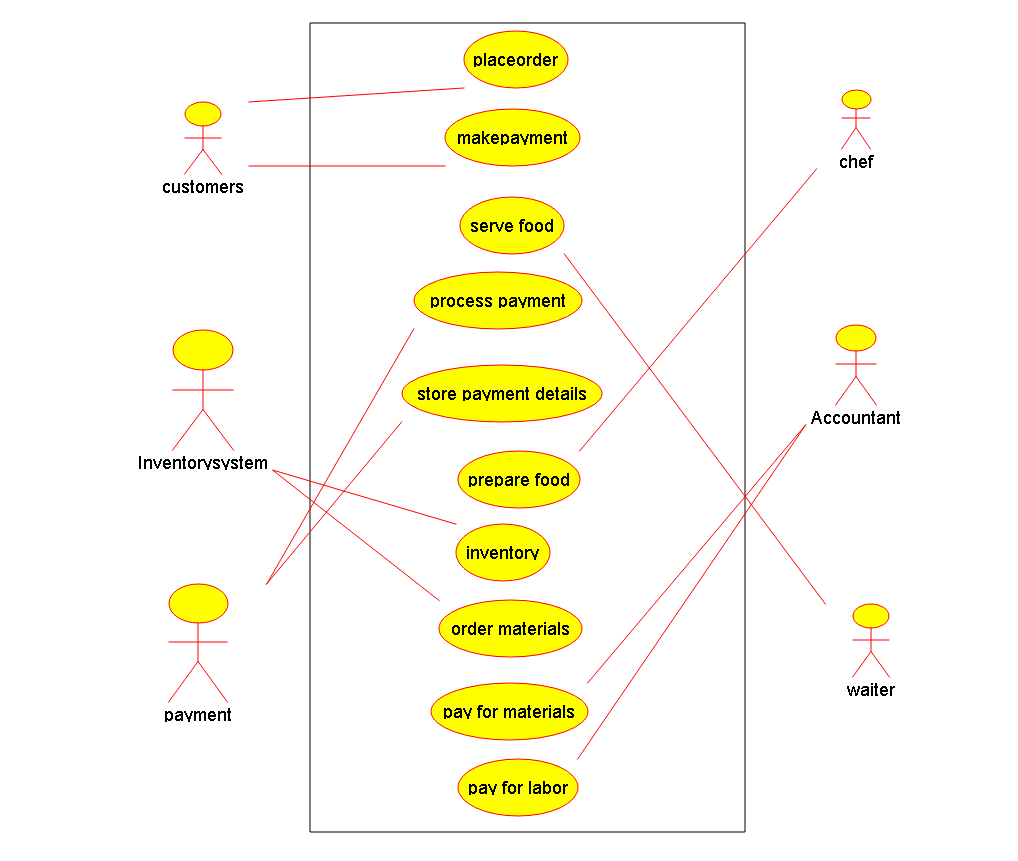 placeorder
makepayment
customers
chef
serve food
process payment
store payment details
Accountant
Inventorysystem
prepare food
inventory
order materials
waiter
payment
pay for materials
pay for labor